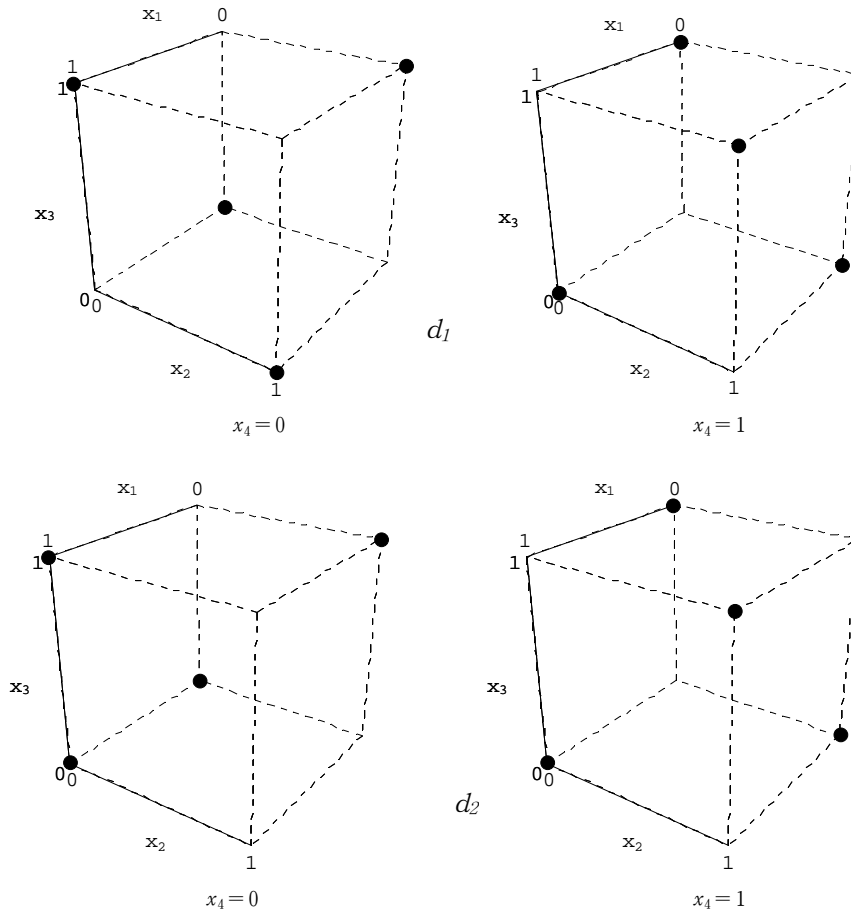 x₁ 0
1
1
x₃
0 0
x₂
1
x₄ = 0
d₁
x₁ 0
1
1
x₃
0 0
x₂
1
x₄ = 1
x₁ 0
1
1
x₃
0 0
x₂
1
x₄ = 0
d₂
x₁ 0
1
1
x₃
0 0
x₂
1
x₄ = 1